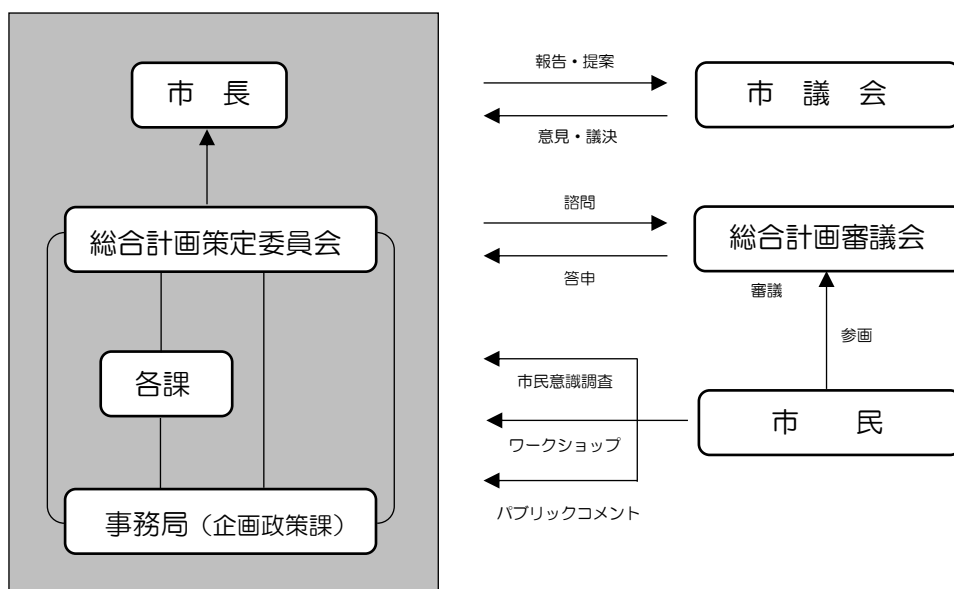 市　長
総合計画策定委員会
各課
事務局（企画政策課）
報告・提案
意見・議決
市　議　会
諮問
答申
総合計画審議会
審議
参画
市民意識調査
ワークショップ
パブリックコメント
市　　民